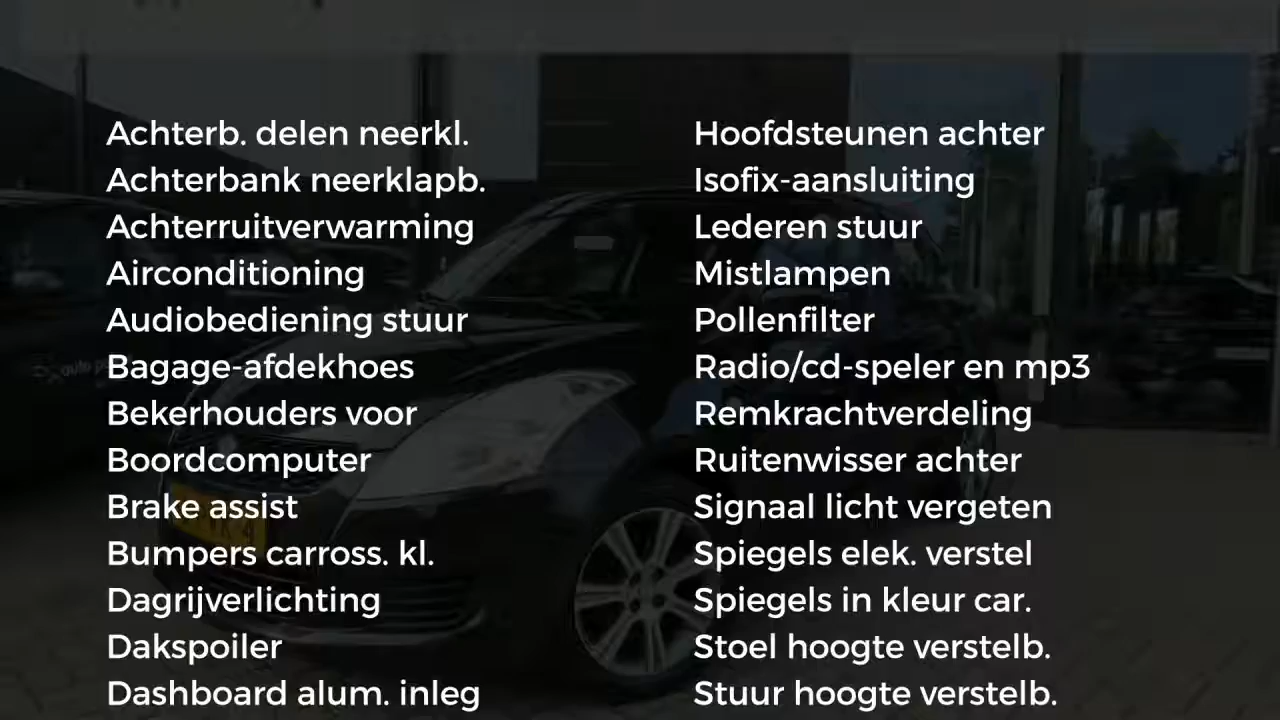 Achterb. delen neerkl.
Achterbank neerklapb.
Achterruitverwarming
Airconditioning
Audiobediening stuur
Bagage-afdekhoes
Bekerhouders voor
Boordcomputer
Brake assist
Bumpers carross. kl.
Dagrijverlichting
Dakspoiler
Dashboard alum. inleg
Hoofdsteunen achter
Isofix-aansluiting
Lederen stuur
Mistlampen
Pollenfilter
Radio/cd-speler en mp3
Remkrachtverdeling
Ruitenwisser achter
Signaal licht vergeten
Spiegels elek. verstel
Spiegels in kleur car.
Stoel hoogte verstelb.
Stuur hoogte verstelb.